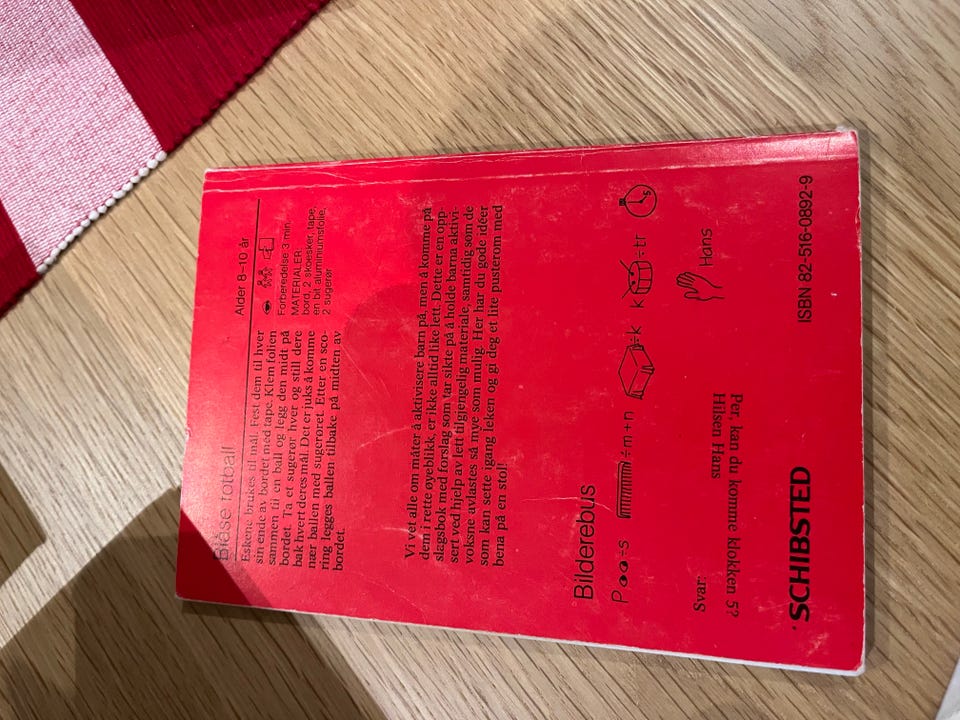 Blåse fotball
Eskene brukes til mål. Fest dem til hver
sin ende av bordet med tape. Klem folien
sammen til en ball og legg den midt på
bordet. Ta et sugerør hver og still dere
bak hvert deres mål. Det er juks å komme
nær ballen med sugerøret. Etter en sco-
ring legges ballen tilbake på midten av
bordet.
Alder 8–10 år
Forberedelse 3 min.
MATERIALER
bord, 2 skoesker, tape,
en bit aluminiumsfolie,
2 sugerør
Vi vet alle om måter å aktivisere barn på, men å komme på
dem i rette øyeblikk, er ikke alltid like lett. Dette er en opp-
slagsbok med forslag som tar sikte på å holde barna aktivi-
sert ved hjelp av lett tilgjengelig materiale, samtidig som de
voksne avlastes så mye som mulig. Her har du gode idéer
som kan sette igang leken og gi deg et lite pusterom med
bena på en stol!
Bilderebus
P ÷s ÷m+n ÷k k ÷tr 5
Hans
Svar:
Per, kan du komme klokken 5?
Hilsen Hans
SCHIBSTED
ISBN 82-516-0892-9